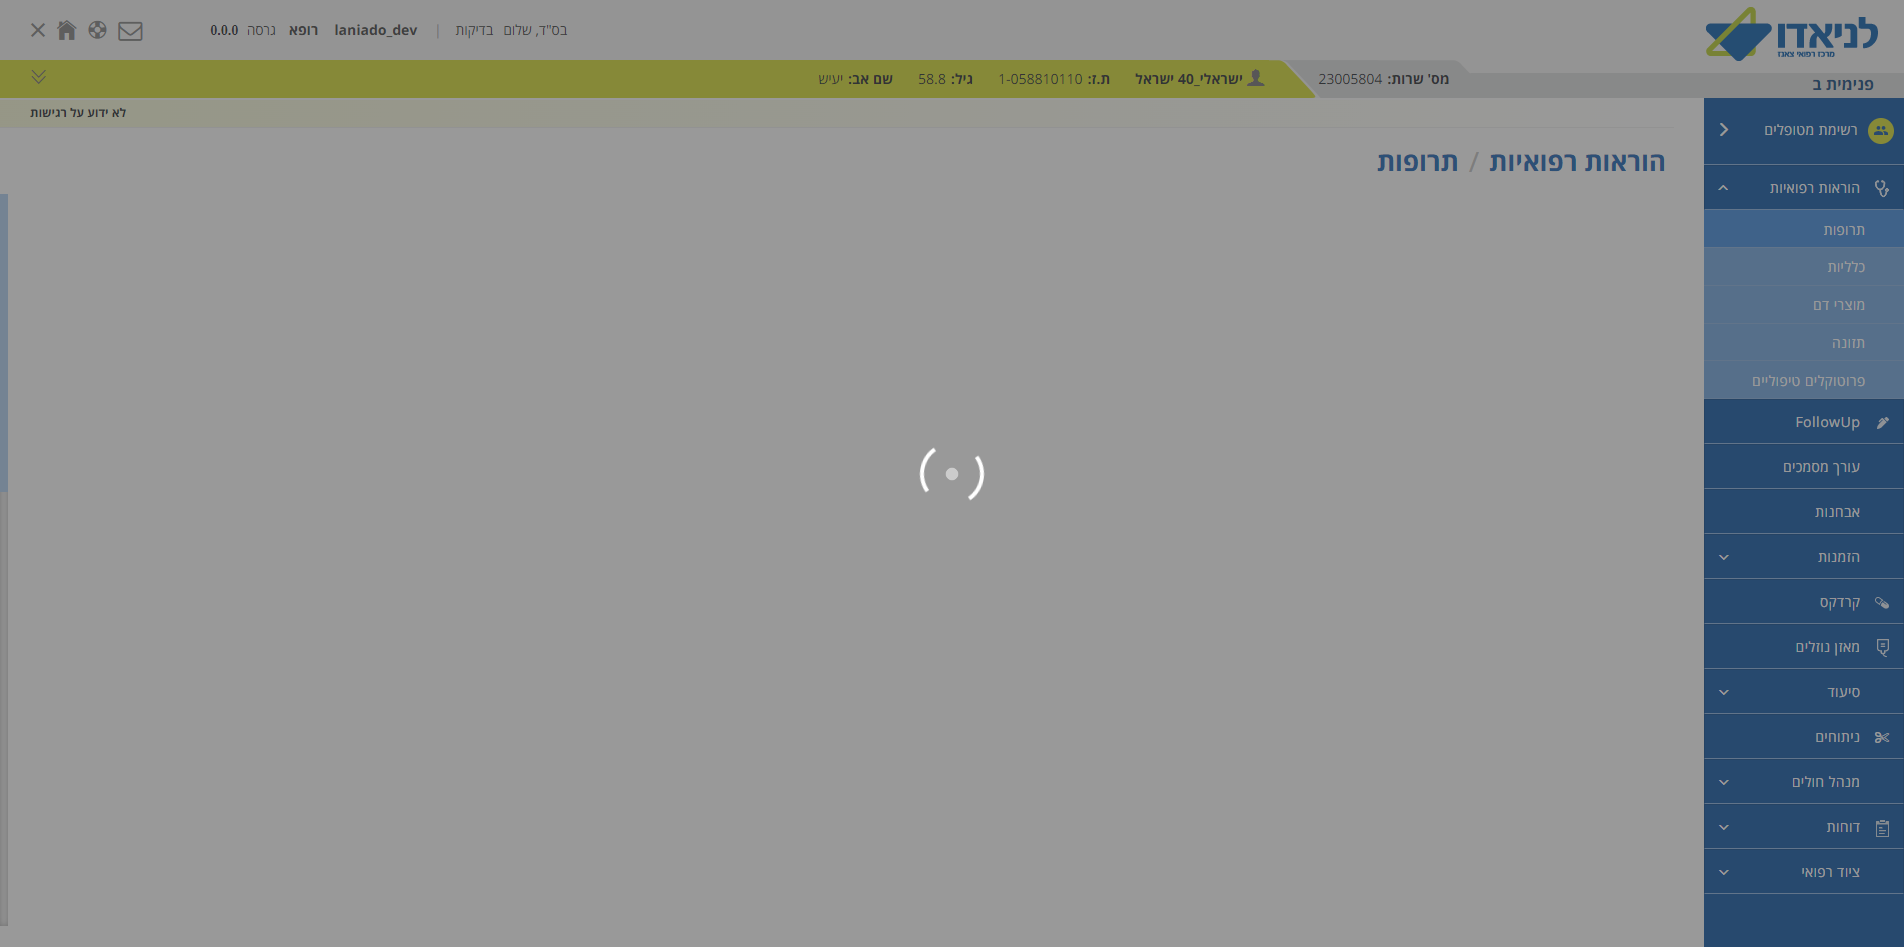 לניאדו
מרכז רפואי צאנז
בס"ד, שלום בדיקות | laniado_dev רופא גרסה 0.0.0
פנימית ב
מס' שרות: 23005804 ישראלי_40 ישראל ת.ז: 1-058810110 גיל: 58.8 שם אב: יעיש
לא ידוע על רגישות
הוראות רפואיות / תרופות
רשימת מטופלים
הוראות רפואיות
תרופות
כלליות
מוצרי דם
תזונה
פרוטוקלים טיפוליים
FollowUp
עורך מסמכים
אבחנות
הזמנות
קרדקס
מאזן נוזלים
סיעוד
ניתוחים
מנהל חולים
דוחות
ציוד רפואי